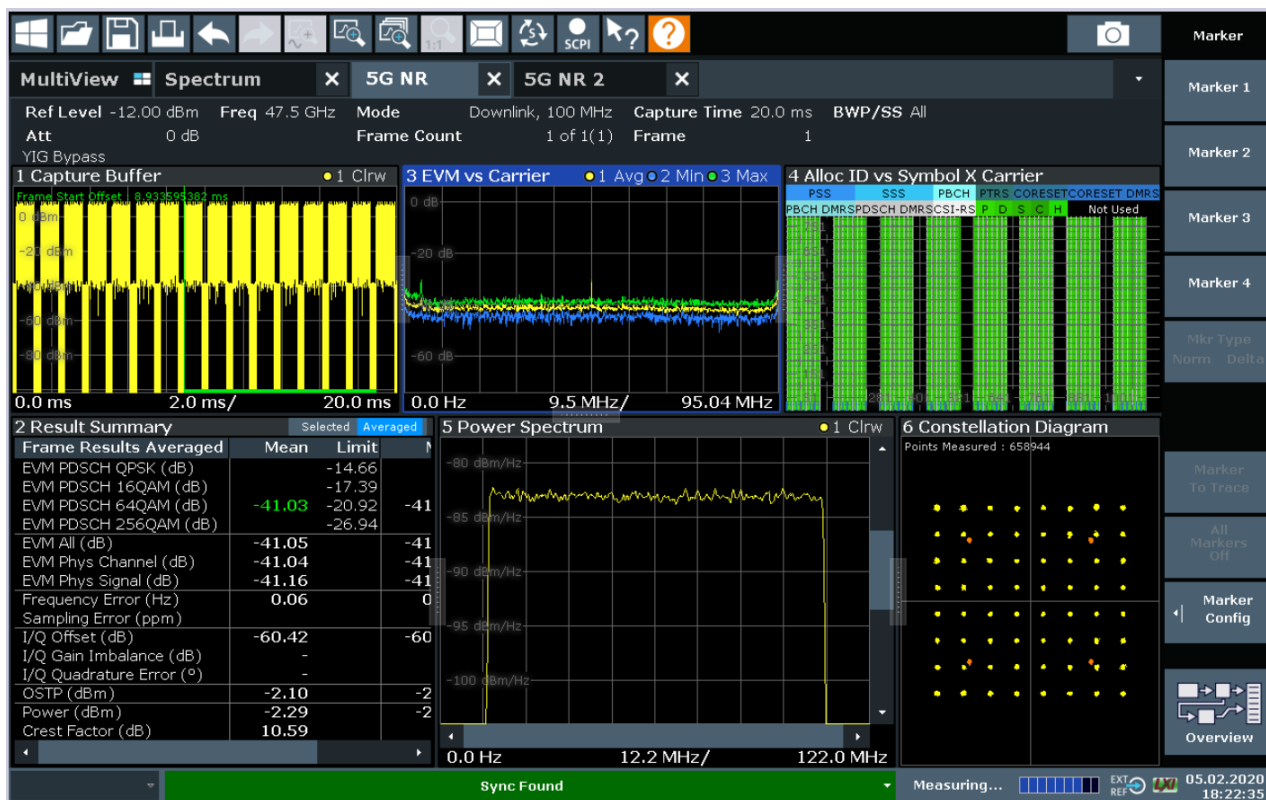 SCPI
Marker
MultiView
Spectrum
5G NR
5G NR 2
Marker 1
Ref Level -12.00 dBm Freq 47.5 GHz Mode Downlink, 100 MHz Capture Time 20.0 ms BWP/SS All
Att 0 dB Frame Count 1 of 1(1) Frame 1
YIG Bypass
Marker 2
1 Capture Buffer 1 Clrw
3 EVM vs Carrier 1 Avg 2 Min 3 Max
4 Alloc ID vs Symbol X Carrier
Frame Start Offset : 8.933595382 ms
0 dBm
-20 dBm
-60 dBm
-80 dBm
0.0 ms 2.0 ms/ 20.0 ms
0 dB
-20 dB
-60 dB
0.0 Hz 9.5 MHz/ 95.04 MHz
PSS SSS PBCH PTRS CORESET CORESET DMRS
PBCH DMRS PDSCH DMRS CSI-RS P D S C H Not Used
Marker 3
Marker 4
Mkr Type
Norm Delta
2 Result Summary Selected Averaged
Frame Results Averaged Mean Limit
EVM PDSCH QPSK (dB) -14.66
EVM PDSCH 16QAM (dB) -17.39
EVM PDSCH 64QAM (dB) -41.03 -20.92 -41
EVM PDSCH 256QAM (dB) -26.94
EVM All (dB) -41.05 -41
EVM Phys Channel (dB) -41.04 -41
EVM Phys Signal (dB) -41.16 -41
Frequency Error (Hz) 0.06 0
Sampling Error (ppm)
I/Q Offset (dB) -60.42 -60
I/Q Gain Imbalance (dB) -
I/Q Quadrature Error (°) -
OSTP (dBm) -2.10 -2
Power (dBm) -2.29 -2
Crest Factor (dB) 10.59
5 Power Spectrum 1 Clrw
-80 dBm/Hz
-85 dBm/Hz
-90 dBm/Hz
-95 dBm/Hz
-100 dBm/Hz
0.0 Hz 12.2 MHz/ 122.0 MHz
6 Constellation Diagram
Points Measured : 658944
Marker
To Trace
All
Markers
Off
Marker
Config
Overview
Sync Found
Measuring...
EXT
REF
LXI
05.02.2020
18:22:35